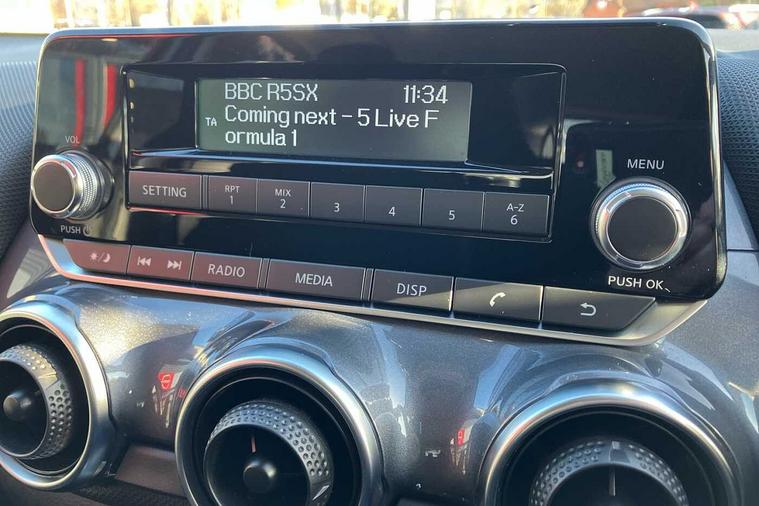 BBC R5SX 11:34
TA Coming next - 5 Live F
ormula 1
VOL
MENU
SETTING RPT 1 MIX 2 3 4 5 A-Z 6
PUSH
PUSH OK
RADIO MEDIA DISP